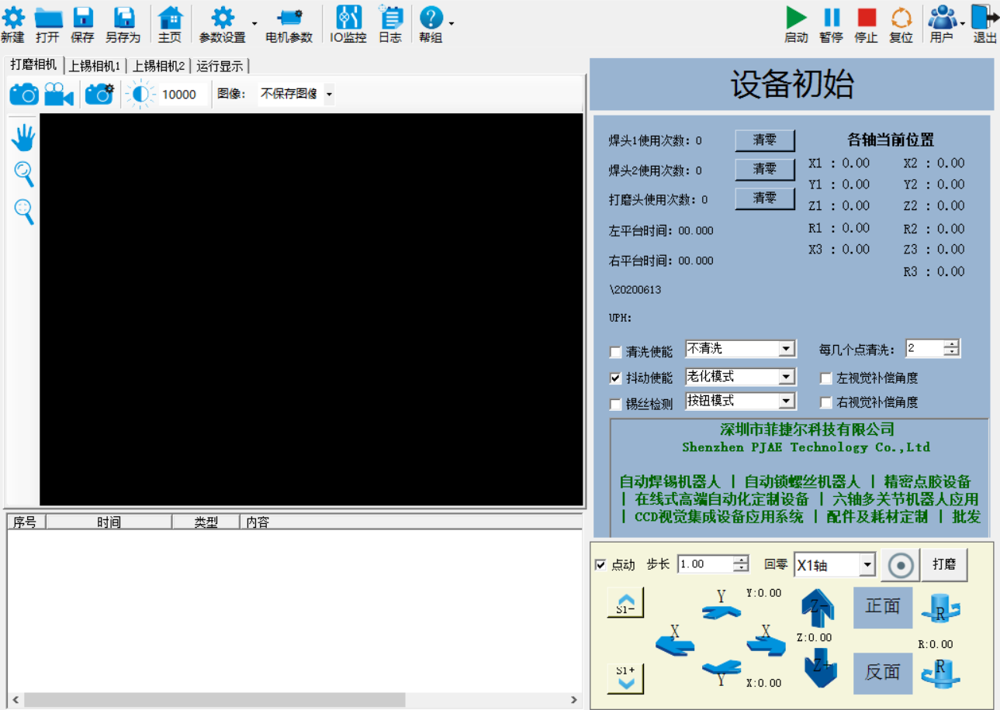 新建 打开 保存 另存为 主页 参数设置 电机参数 IO监控 日志 帮组 启动 暂停 停止 复位 用户 退出
打磨相机 上锡相机1 上锡相机2 运行显示
10000 图像: 不保存图像
设备初始
焊头1使用次数: 0 清零 各轴当前位置
X1 : 0.00 X2 : 0.00
焊头2使用次数: 0 清零
Y1 : 0.00 Y2 : 0.00
打磨头使用次数: 0 清零
Z1 : 0.00 Z2 : 0.00
左平台时间: 00.000 R1 : 0.00 R2 : 0.00
X3 : 0.00 Z3 : 0.00
右平台时间: 00.000
R3 : 0.00
\20200613
UPH:
清洗使能 不清洗 每几个点清洗: 2
抖动使能 老化模式 左视觉补偿角度
锡丝检测 按钮模式 右视觉补偿角度
深圳市菲捷尔科技有限公司
Shenzhen PJAE Technology Co.,Ltd
自动焊锡机器人 | 自动锁螺丝机器人 | 精密点胶设备
| 在线式高端自动化定制设备 | 六轴多关节机器人应用
| CCD视觉集成设备应用系统 | 配件及耗材定制 | 批发
序号 时间 类型 内容
点动 步长 1.00 回零 X1轴 打磨
S1- Y Y:0.00 Z- 正面 R
X X Z:0.00 R:0.00
S1+ Y X:0.00 Z+ 反面 R